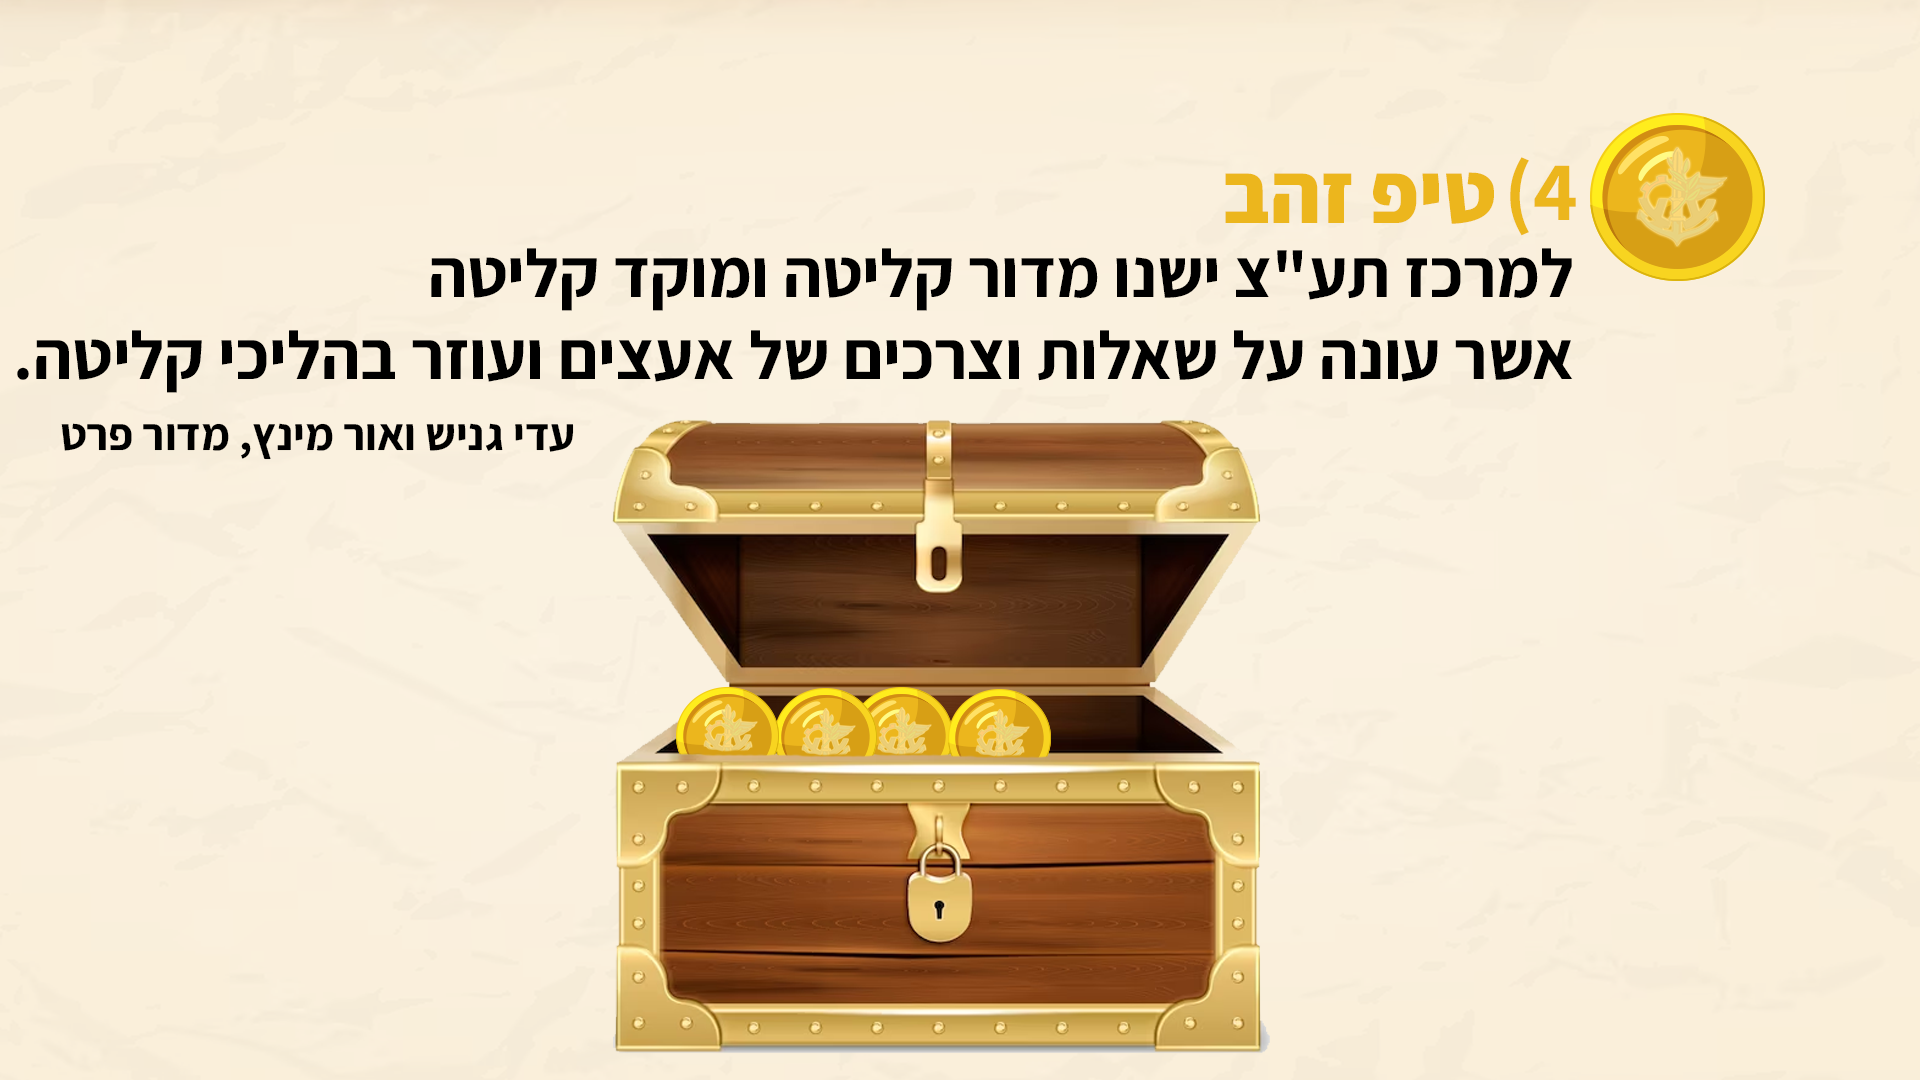 4) טיפ זהב
למרכז תע"צ ישנו מדור קליטה ומוקד קליטה
אשר עונה על שאלות וצרכים של אעצים ועוזר בהליכי קליטה.
עדי גניש ואור מינץ, מדור פרט